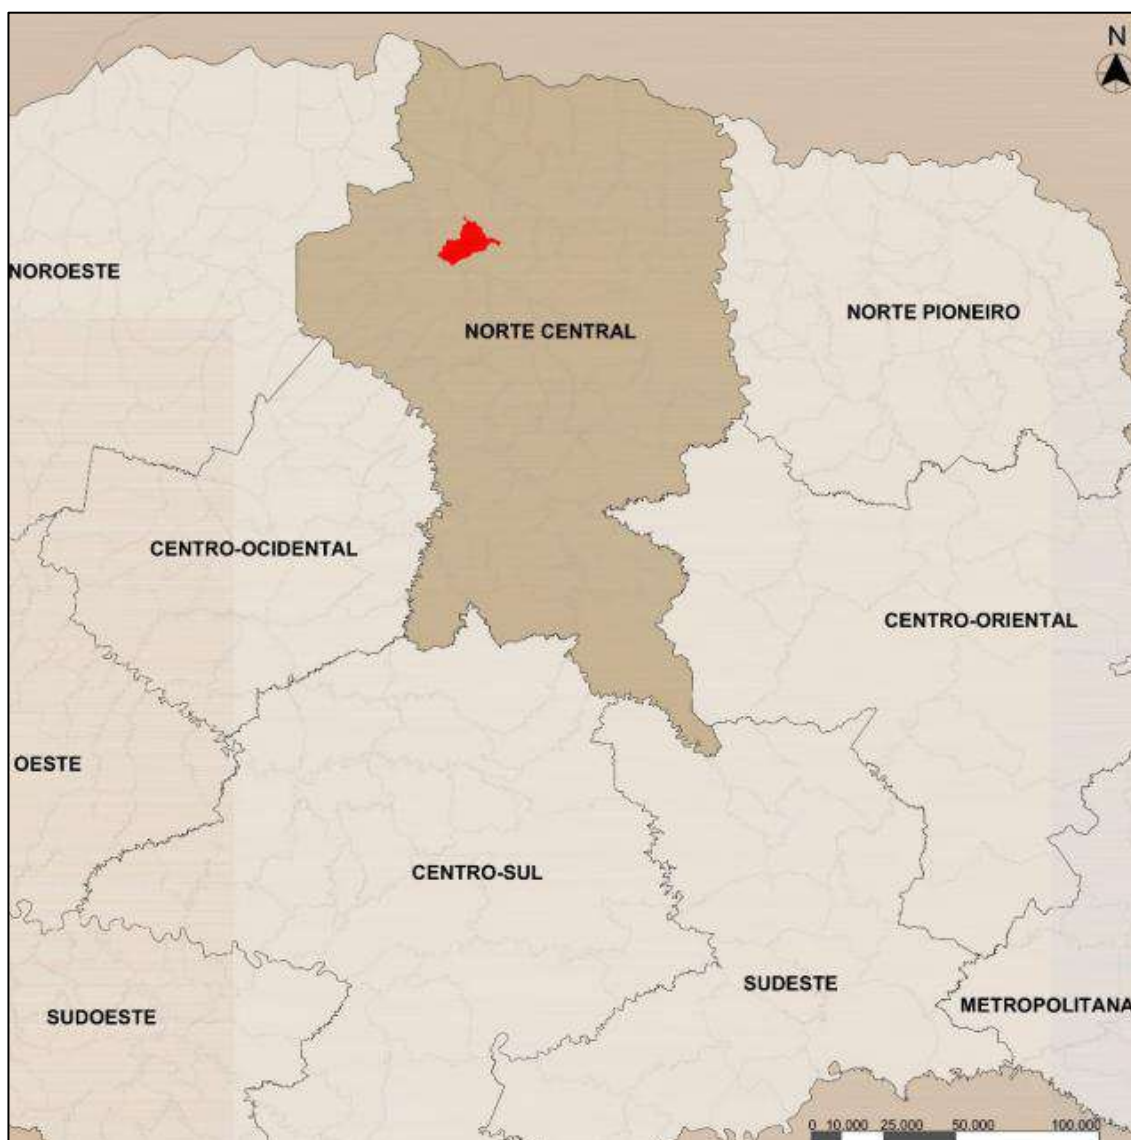 N
NOROESTE
NORTE PIONEIRO
NORTE CENTRAL
CENTRO-OCIDENTAL
CENTRO-ORIENTAL
OESTE
CENTRO-SUL
SUDESTE
METROPOLITANA
SUDOESTE
0 10.000 25.000 50.000 100.000